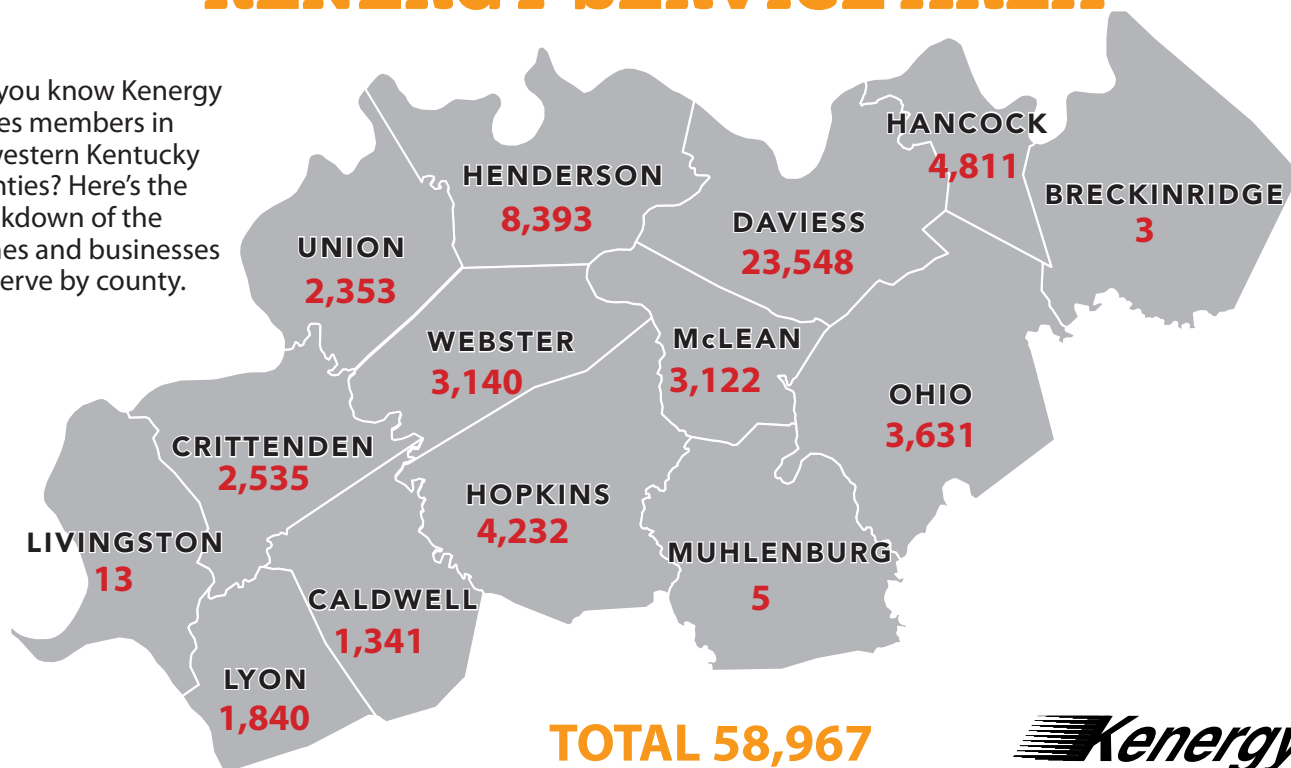 KENERGY SERVICE AREA
you know Kenergy
es members in
western Kentucky
nties? Here's the
kdown of the
es and businesses
erve by county.
HANCOCK
4,811
BRECKINRIDGE
3
HENDERSON
8,393
DAVIESS
23,548
UNION
2,353
WEBSTER
3,140
McLEAN
3,122
OHIO
3,631
CRITTENDEN
2,535
HOPKINS
4,232
LIVINGSTON
13
MUHLENBURG
5
CALDWELL
1,341
LYON
1,840
TOTAL 58,967
Kenergy